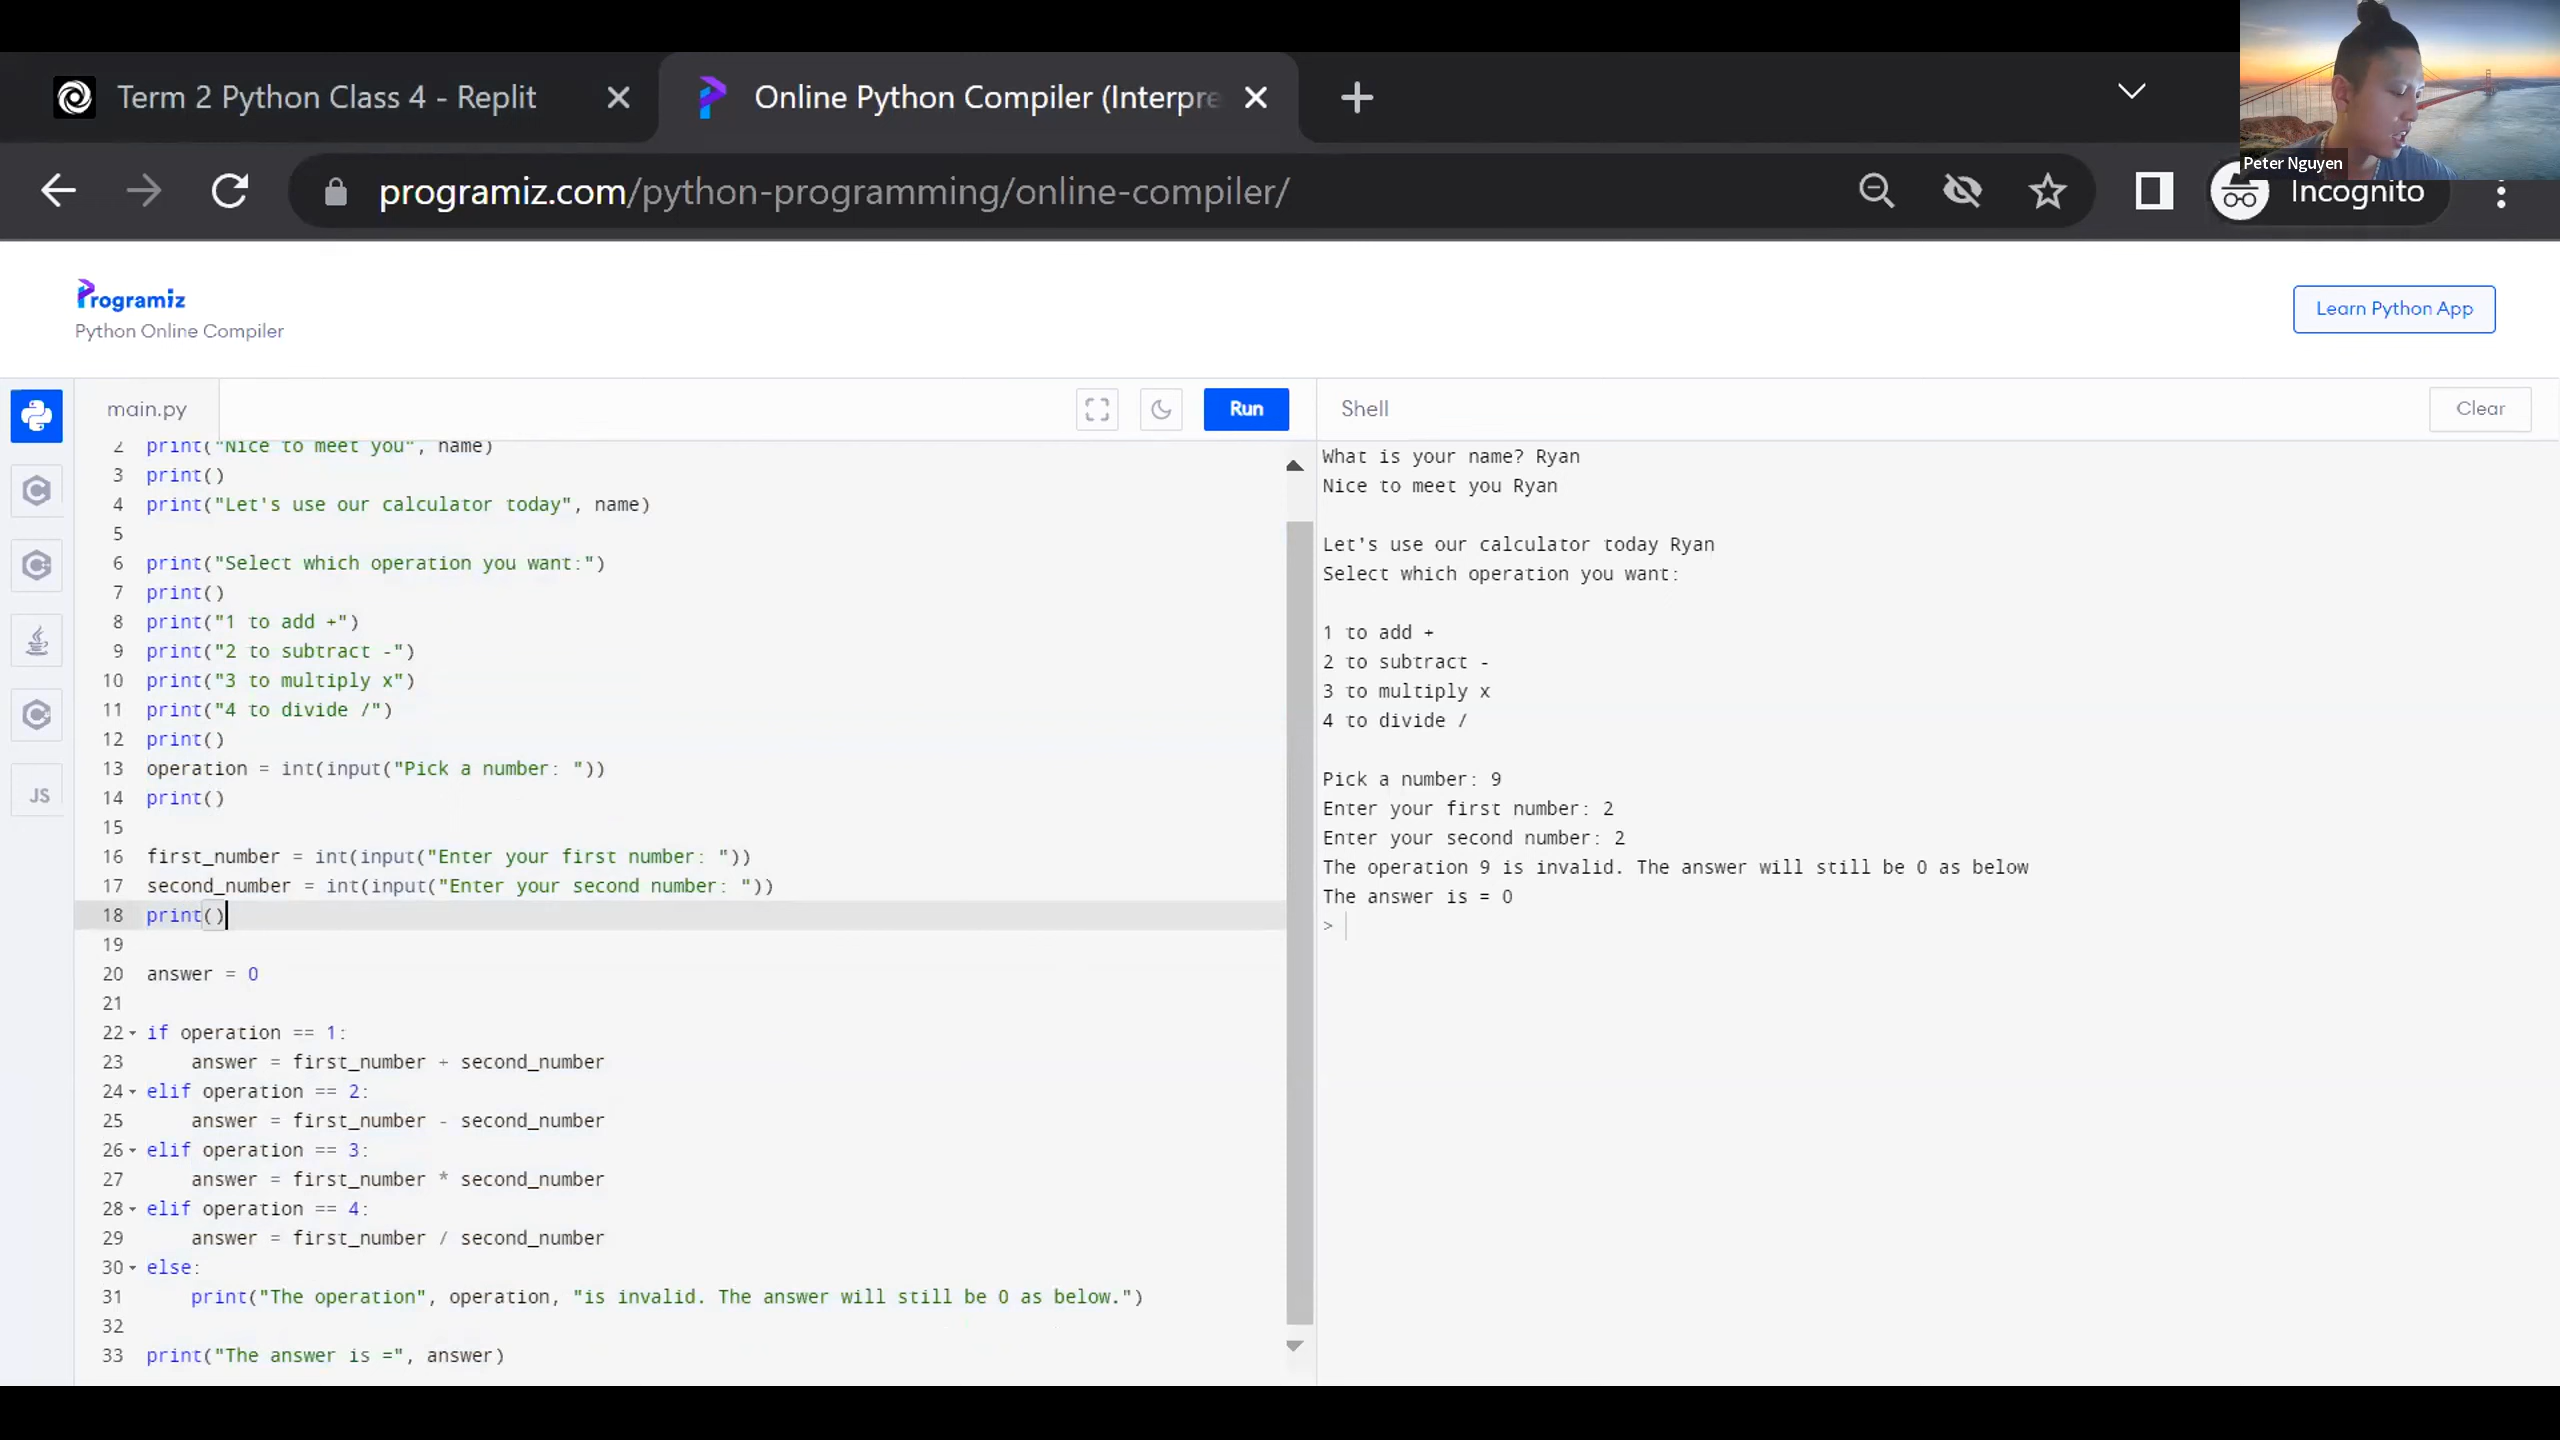 Term 2 Python Class 4 - Replit
Online Python Compiler (Interpre
Peter Nguyen
programiz.com/python-programming/online-compiler/
Incognito
Programiz
Python Online Compiler
Learn Python App
main.py
Run
Shell
Clear
JS
2 print("Nice to meet you", name)
3 print()
4 print("Let's use our calculator today", name)
5
6 print("Select which operation you want:")
7 print()
8 print("1 to add +")
9 print("2 to subtract -")
10 print("3 to multiply x")
11 print("4 to divide /")
12 print()
13 operation = int(input("Pick a number: "))
14 print()
15
16 first_number = int(input("Enter your first number: "))
17 second_number = int(input("Enter your second number: "))
18 print()
19
20 answer = 0
21
22 if operation == 1:
23 answer = first_number + second_number
24 elif operation == 2:
25 answer = first_number - second_number
26 elif operation == 3:
27 answer = first_number * second_number
28 elif operation == 4:
29 answer = first_number / second_number
30 else:
31 print("The operation", operation, "is invalid. The answer will still be 0 as below.")
32
33 print("The answer is =", answer)
What is your name? Ryan
Nice to meet you Ryan
Let's use our calculator today Ryan
Select which operation you want:
1 to add +
2 to subtract -
3 to multiply x
4 to divide /
Pick a number: 9
Enter your first number: 2
Enter your second number: 2
The operation 9 is invalid. The answer will still be 0 as below
The answer is = 0
>